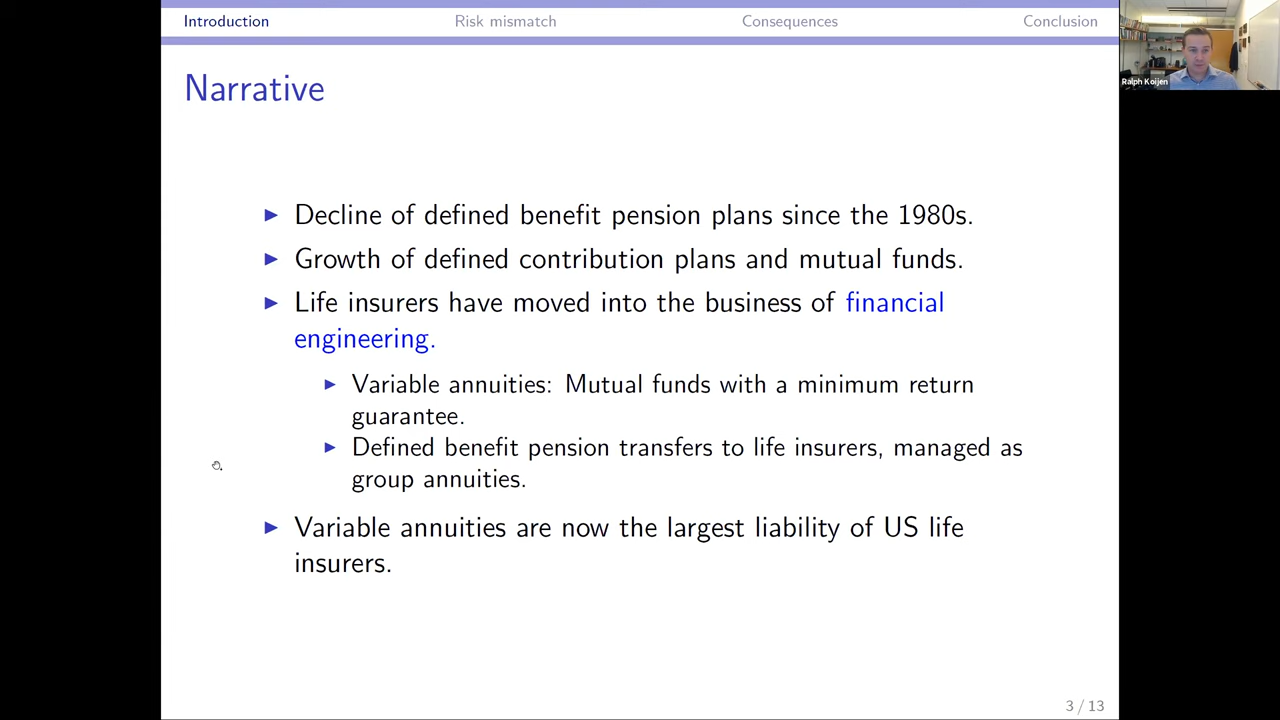 Introduction Risk mismatch Consequences Conclusion
Ralph Koijen
Narrative
Decline of defined benefit pension plans since the 1980s.
Growth of defined contribution plans and mutual funds.
Life insurers have moved into the business of financial
engineering.
Variable annuities: Mutual funds with a minimum return
guarantee.
Defined benefit pension transfers to life insurers, managed as
group annuities.
Variable annuities are now the largest liability of US life
insurers.
3 / 13